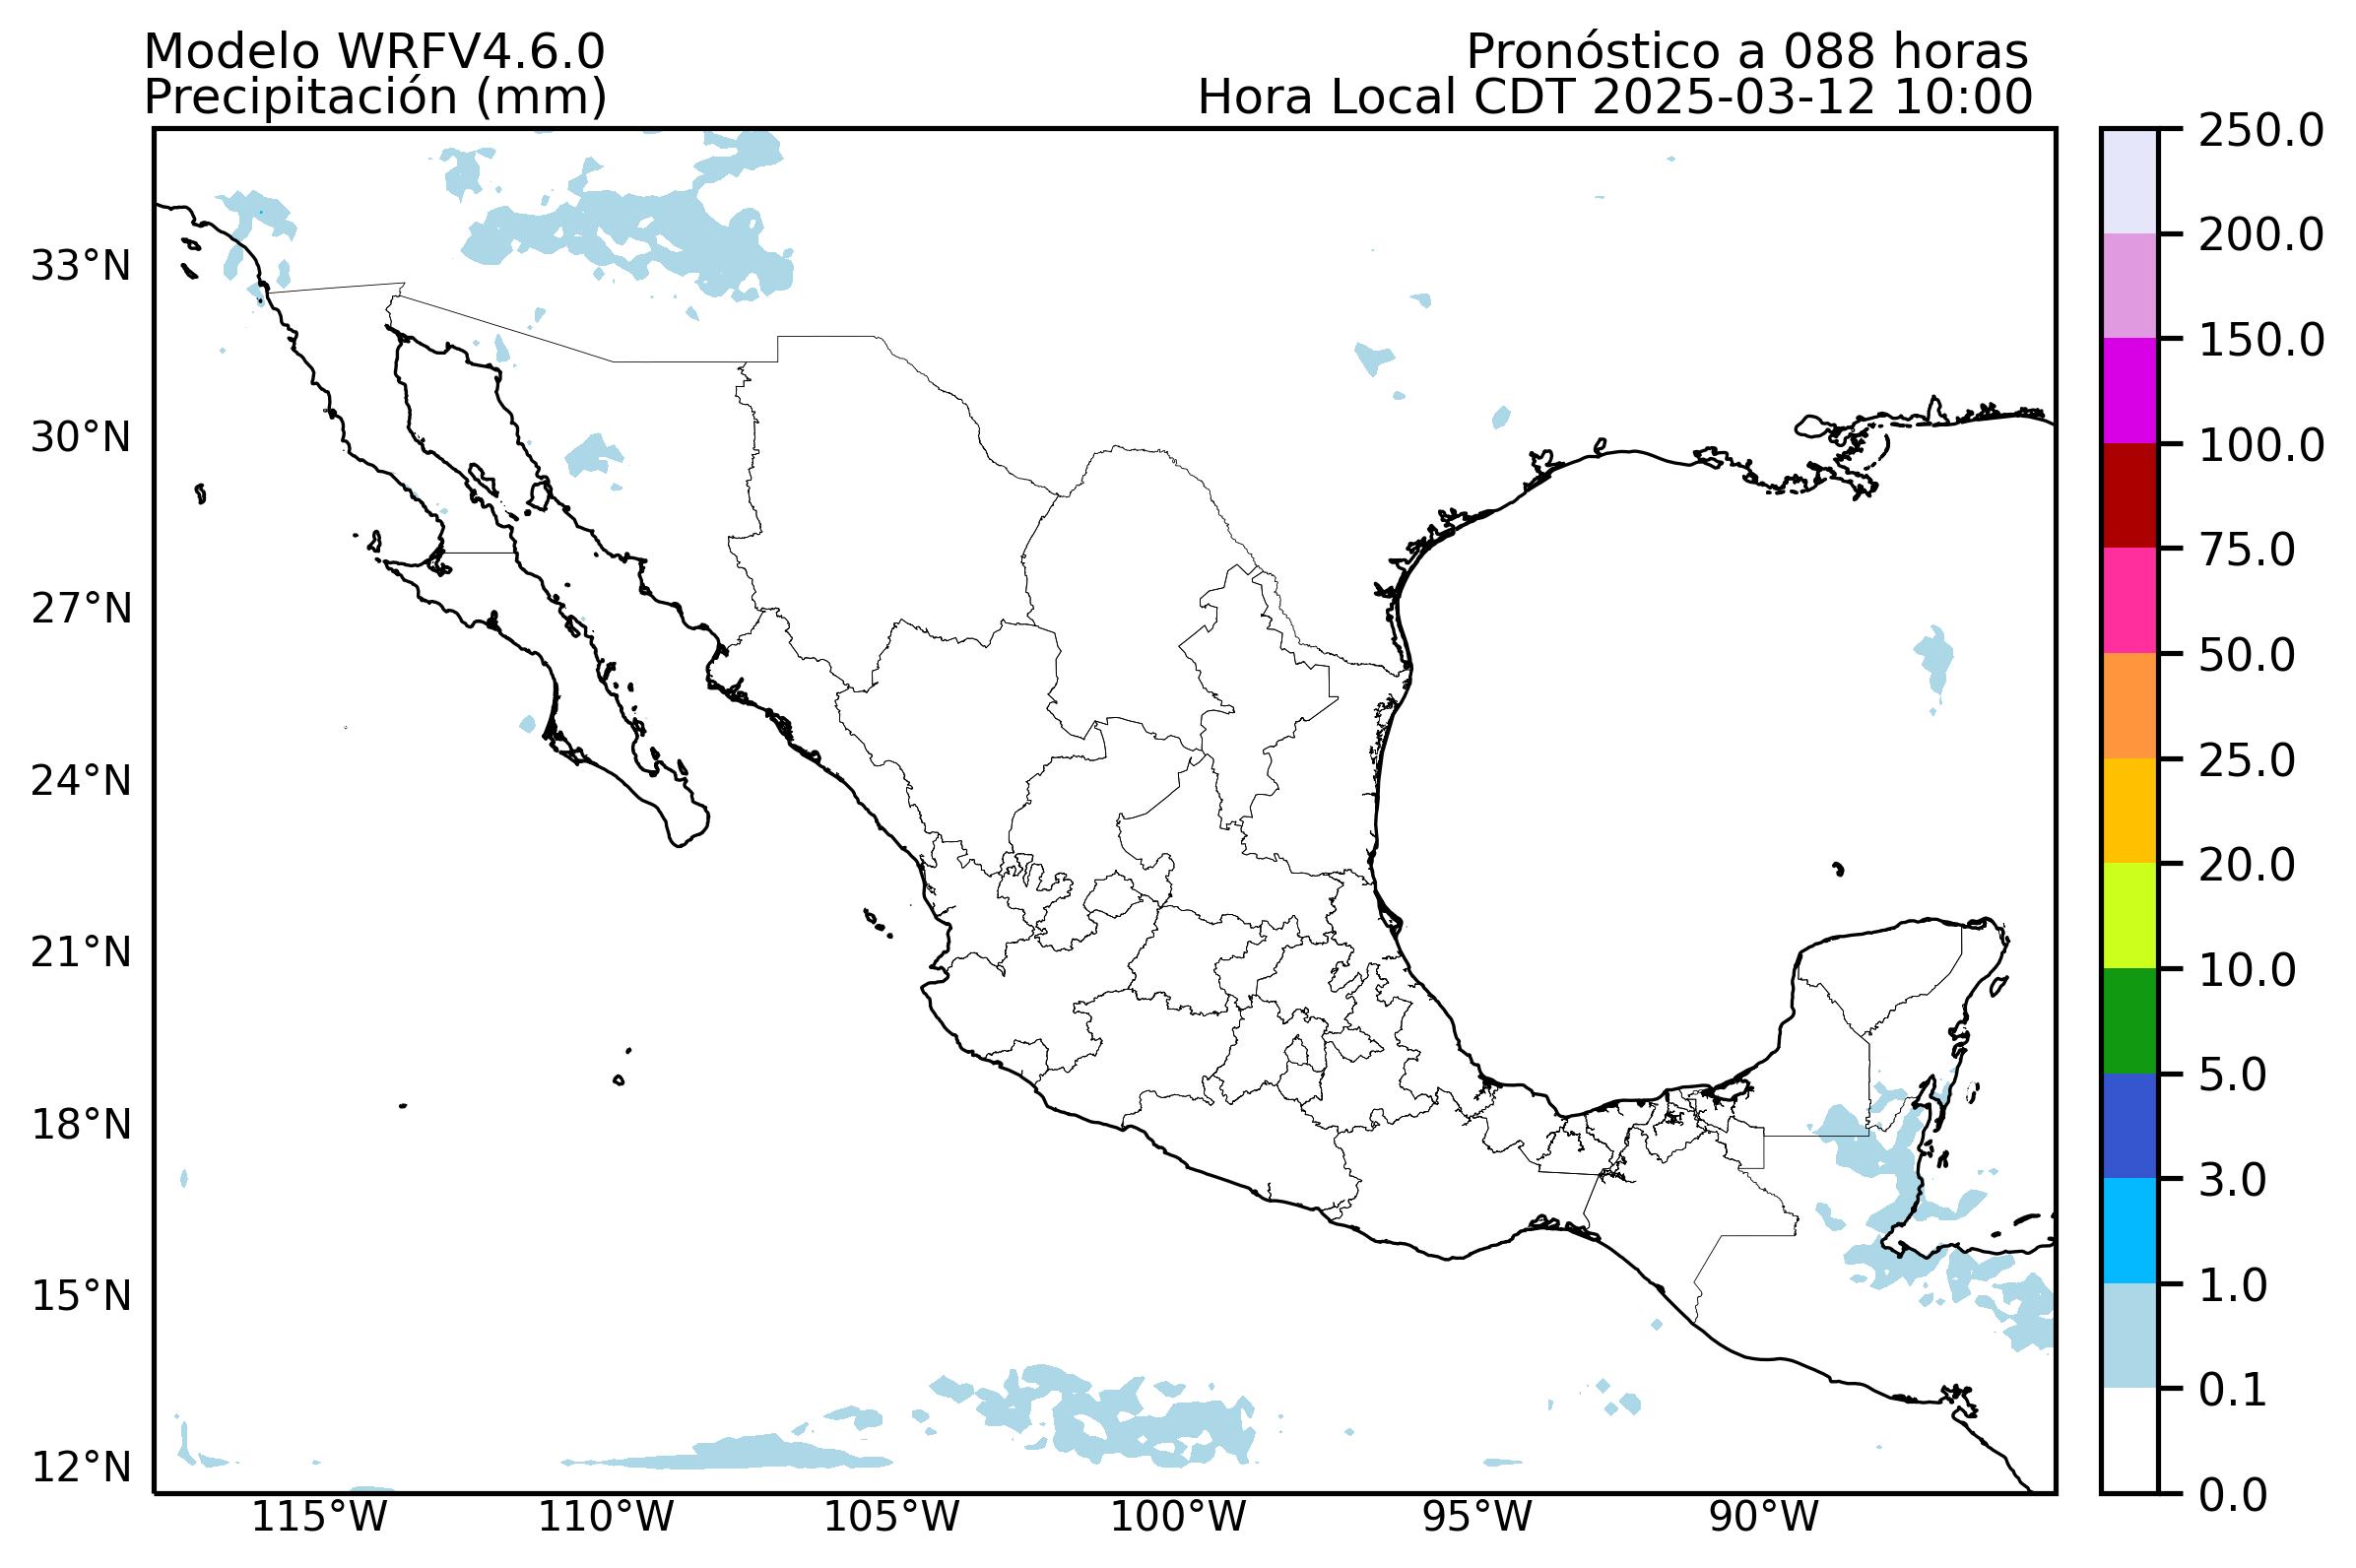 Modelo WRFV4.6.0
Pronóstico a 088 horas
Precipitación (mm)
Hora Local CDT 2025-03-12 10:00
33°N
30°N
27°N
24°N
21°N
18°N
15°N
12°N
115°W
110°W
105°W
100°W
95°W
90°W
250.0
200.0
150.0
100.0
75.0
50.0
25.0
20.0
10.0
5.0
3.0
1.0
0.1
0.0